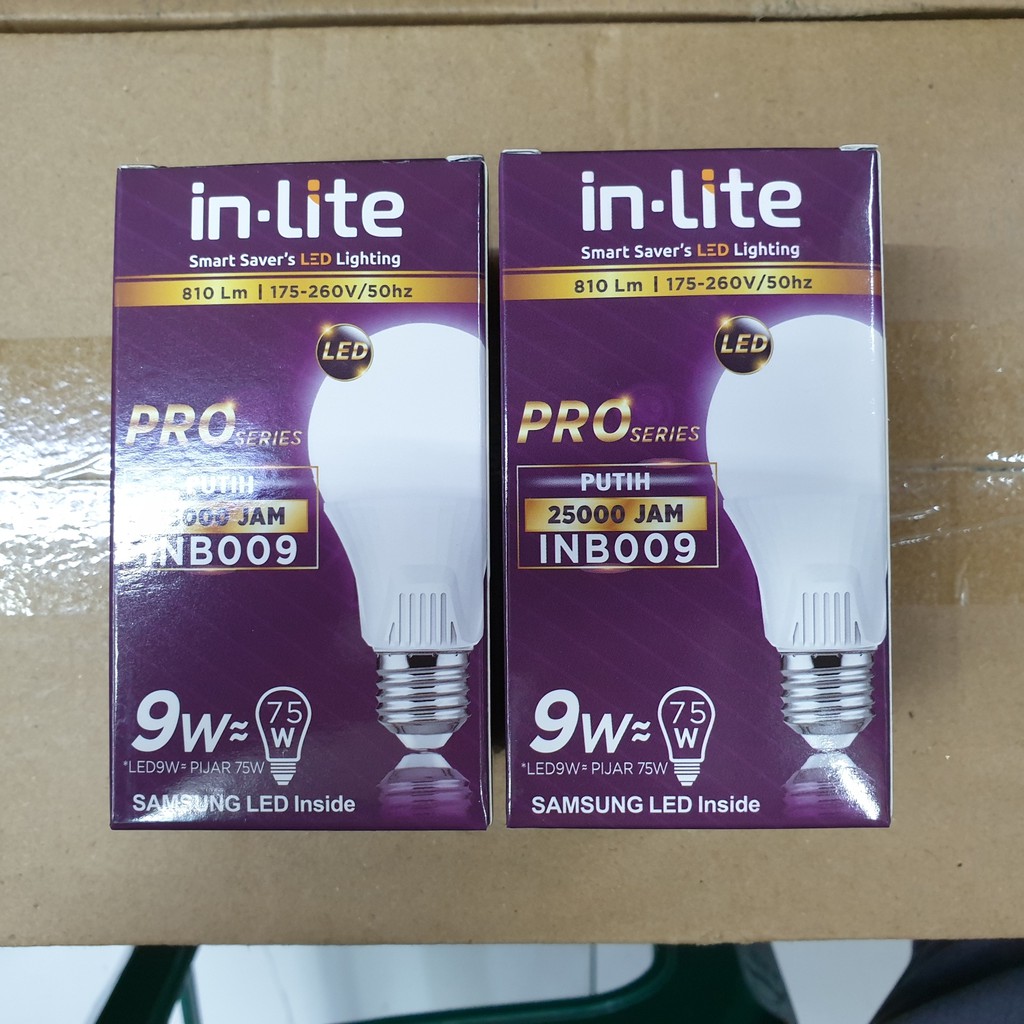 in·lite
Smart Saver's LED Lighting
810 Lm | 175-260V/50hz
LED
PRO SERIES
PUTIH
JAM
INB009
9W≈ 75 W
*LED9W≈ PIJAR 75W
SAMSUNG LED Inside
in·lite
Smart Saver's LED Lighting
810 Lm | 175-260V/50hz
LED
PRO SERIES
PUTIH
25000 JAM
INB009
9W≈ 75 W
*LED9W≈ PIJAR 75W
SAMSUNG LED Inside